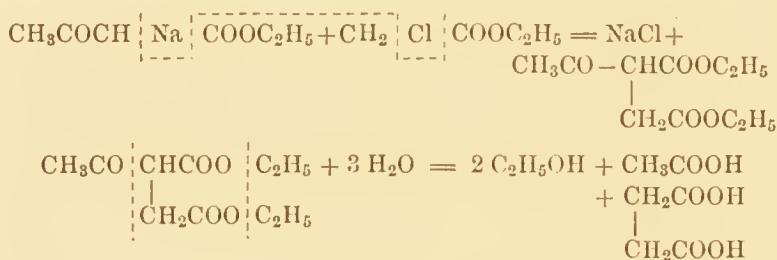 CH₃COCH Na COOC₂H₅ + CH₂ Cl COOC₂H₅ = NaCl +
CH₃CO – CHCOOC₂H₅
CH₂COOC₂H₅
CH₃CO CHCOO C₂H₅ + 3 H₂O = 2 C₂H₅OH + CH₃COOH
CH₂COO C₂H₅ + CH₂COOH
CH₂COOH